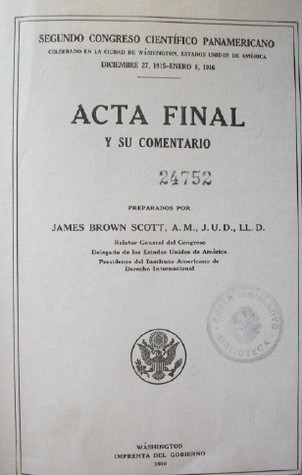 SEGUNDO CONGRESO CIENTÍFICO PANAMERICANO
CELEBRADO EN LA CIUDAD DE WÁSHINGTON, ESTADOS UNIDOS DE AMÉRICA
DICIEMBRE 27, 1915-ENERO 8, 1916
ACTA FINAL
Y SU COMENTARIO
24752
PREPARADOS POR
JAMES BROWN SCOTT, A. M., J. U. D., LL. D.
Relator General del Congreso
Delegado de los Estados Unidos de América
Presidente del Instituto Americano de
Derecho Internacional
PODER LEGISLATIVO
BIBLIOTECA
WÁSHINGTON
IMPRENTA DEL GOBIERNO
1916